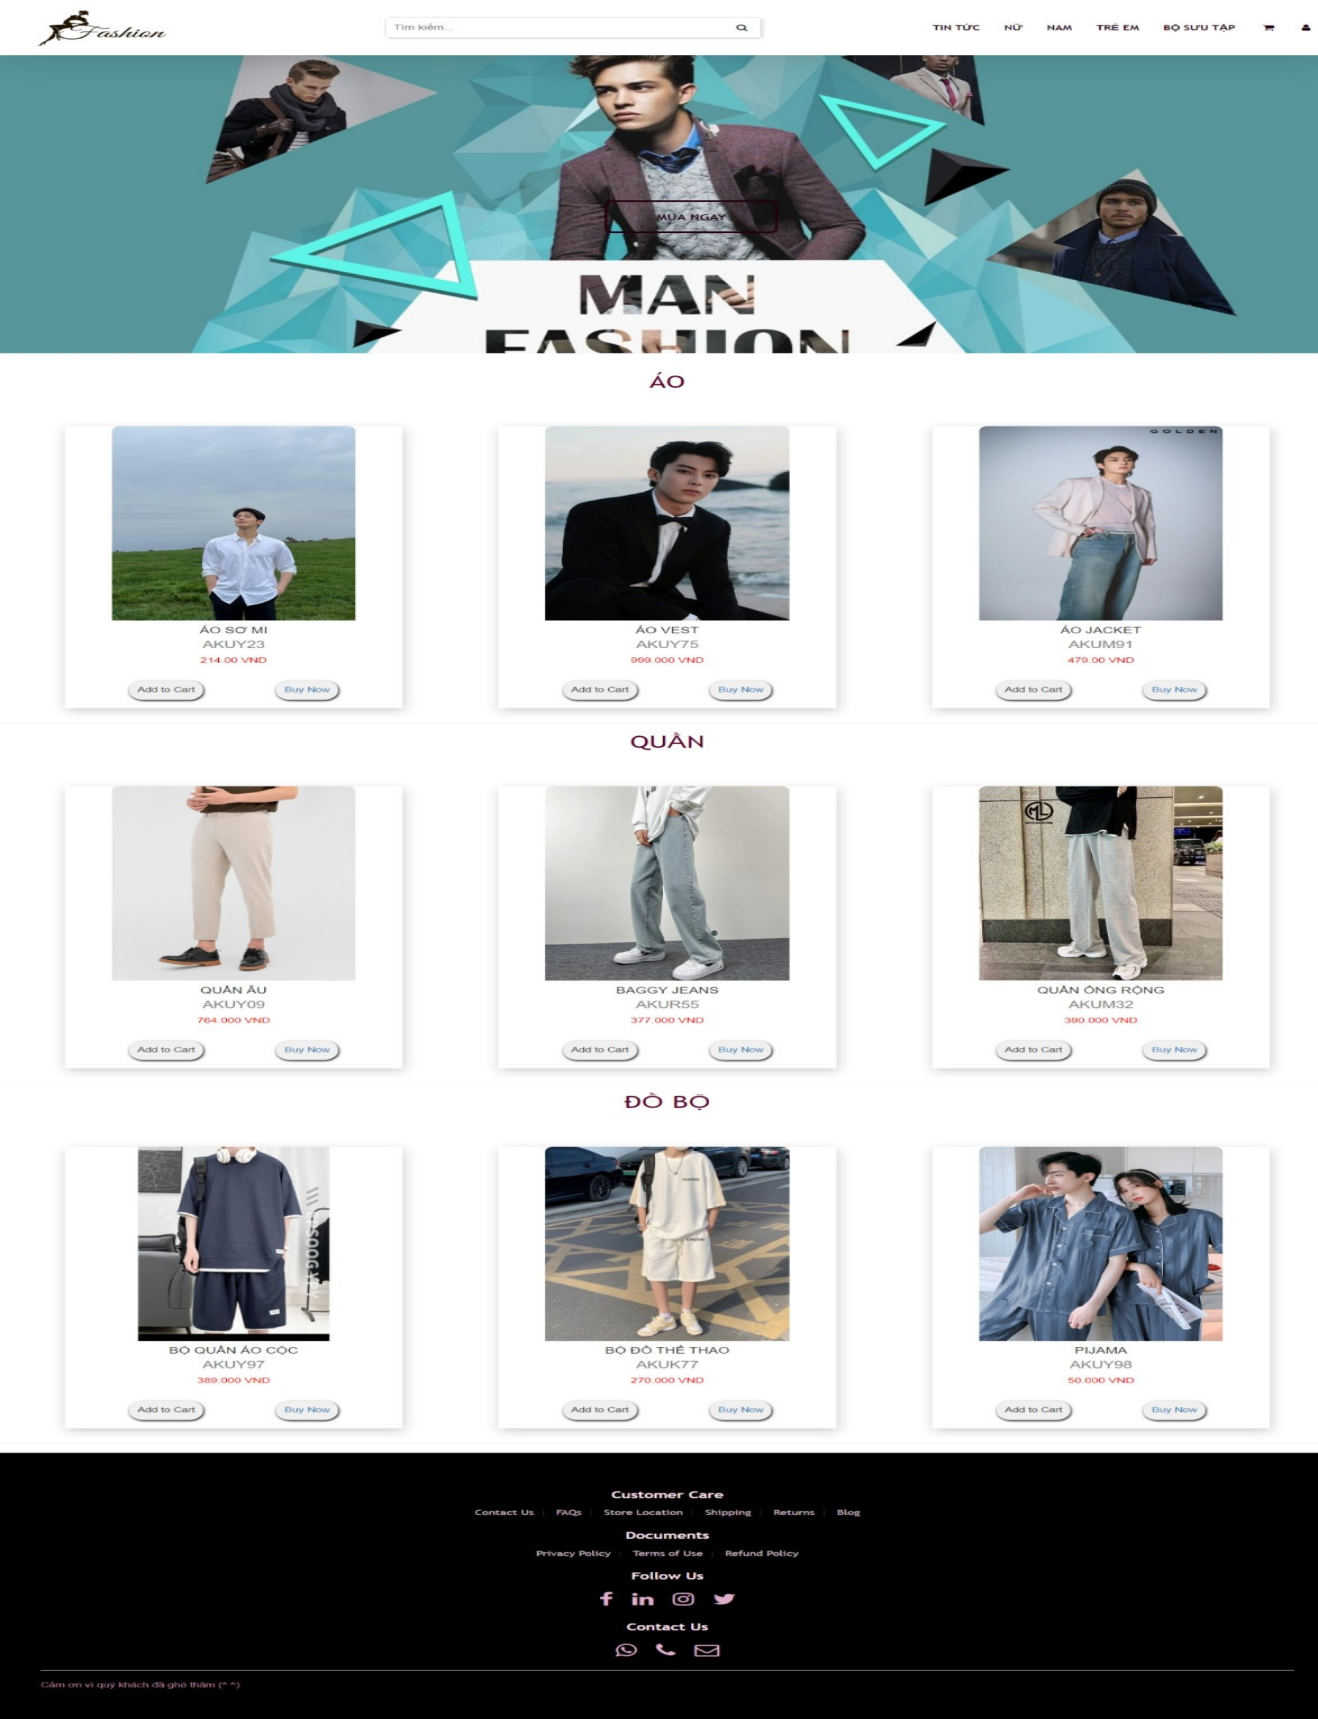 Fashion
Tìm kiếm...
TIN TỨC NỮ NAM TRẺ EM BỘ SƯU TẬP
MUA NGAY
MAN
FASHION
ÁO
GOLDEN
ÁO SƠ MI
AKUY23
214.00 VND
Add to Cart Buy Now
ÁO VEST
AKUY75
999.000 VND
Add to Cart Buy Now
ÁO JACKET
AKUM91
479.00 VND
Add to Cart Buy Now
QUẦN
QUẦN ÂU
AKUY09
764.000 VND
Add to Cart Buy Now
BAGGY JEANS
AKUR55
377.000 VND
Add to Cart Buy Now
ML
QUẦN ỐNG RỘNG
AKUM32
390.000 VND
Add to Cart Buy Now
ĐỒ BỘ
BỘ QUẦN ÁO CỘC
AKUY97
389.000 VND
Add to Cart Buy Now
BỘ ĐỒ THỂ THAO
AKUK77
270.000 VND
Add to Cart Buy Now
PIJAMA
AKUY98
50.000 VND
Add to Cart Buy Now
Customer Care
Contact Us | FAQs | Store Location | Shipping | Returns | Blog
Documents
Privacy Policy | Terms of Use | Refund Policy
Follow Us
Contact Us
Cảm ơn vì quý khách đã ghé thăm (^ ^)